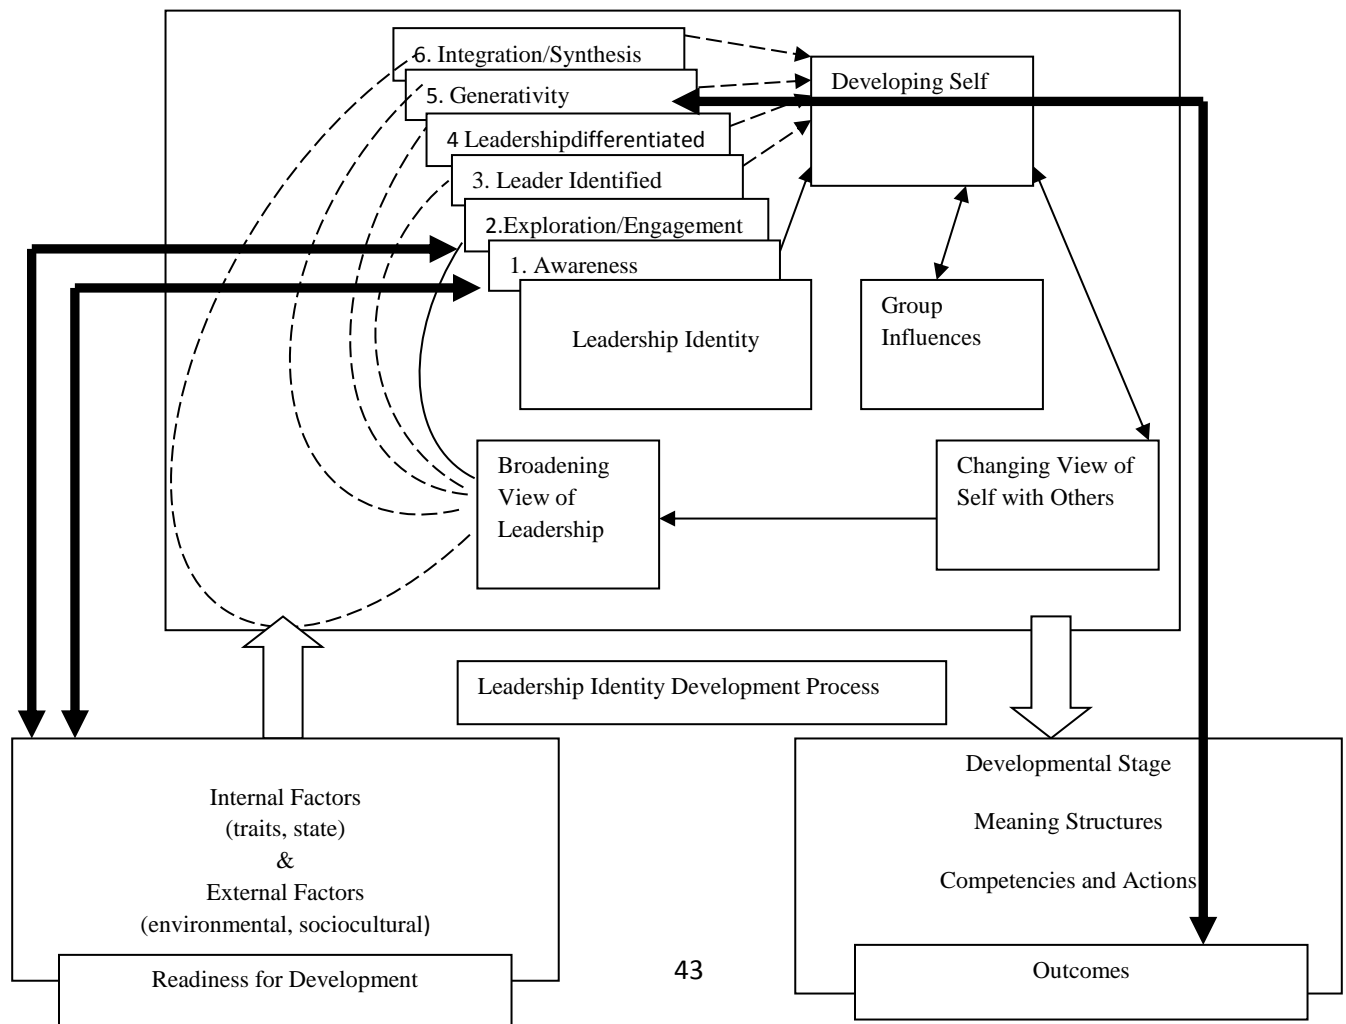 6. Integration/Synthesis
5. Generativity
4 Leadershipdifferentiated
3. Leader Identified
2.Exploration/Engagement
1. Awareness
Leadership Identity
Developing Self
Group
Influences
Broadening
View of
Leadership
Changing View of
Self with Others
Leadership Identity Development Process
Internal Factors
(traits, state)
&
External Factors
(environmental, sociocultural)
Readiness for Development
43
Developmental Stage
Meaning Structures
Competencies and Actions
Outcomes